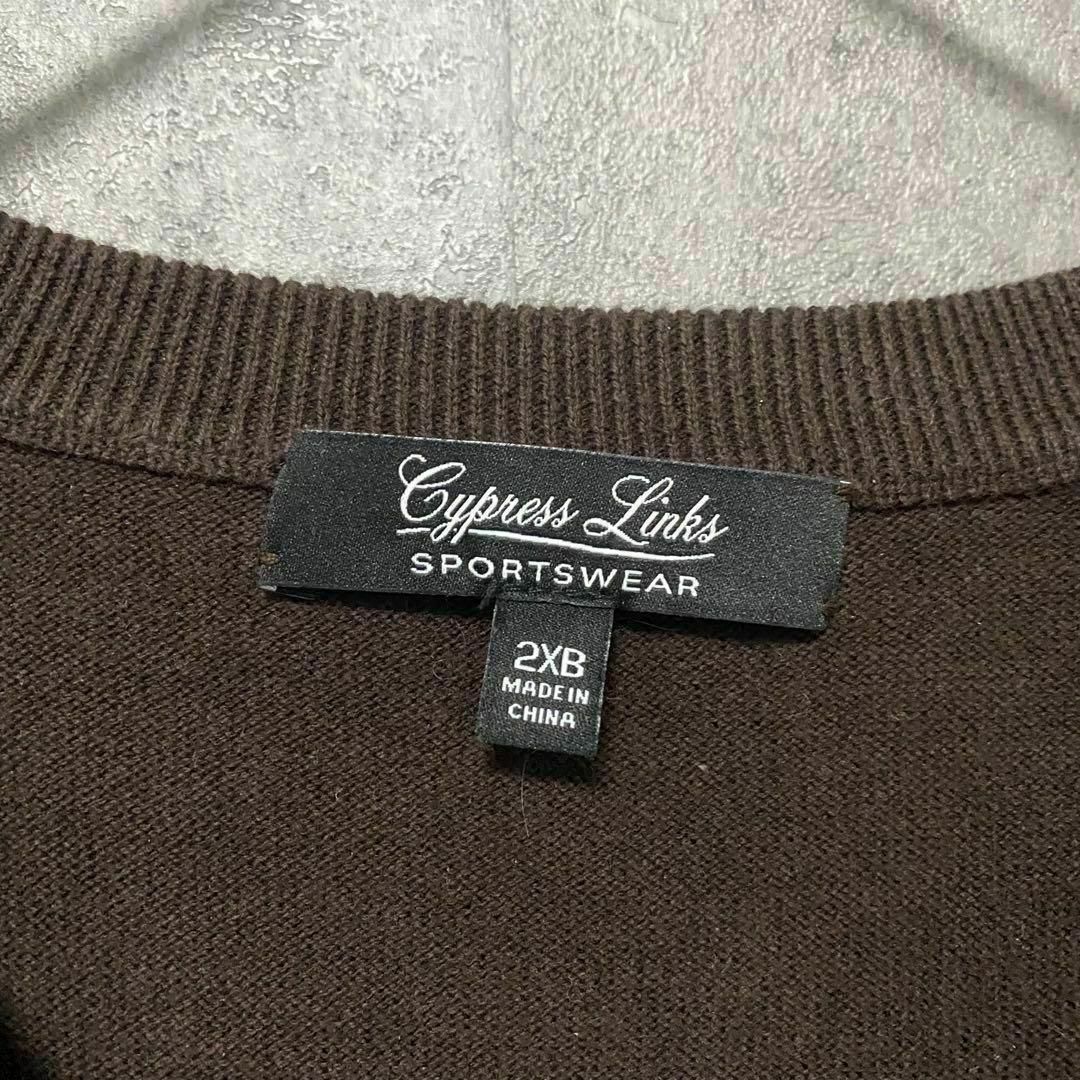 Cypress Links
SPORTSWEAR
2XB
MADE IN
CHINA